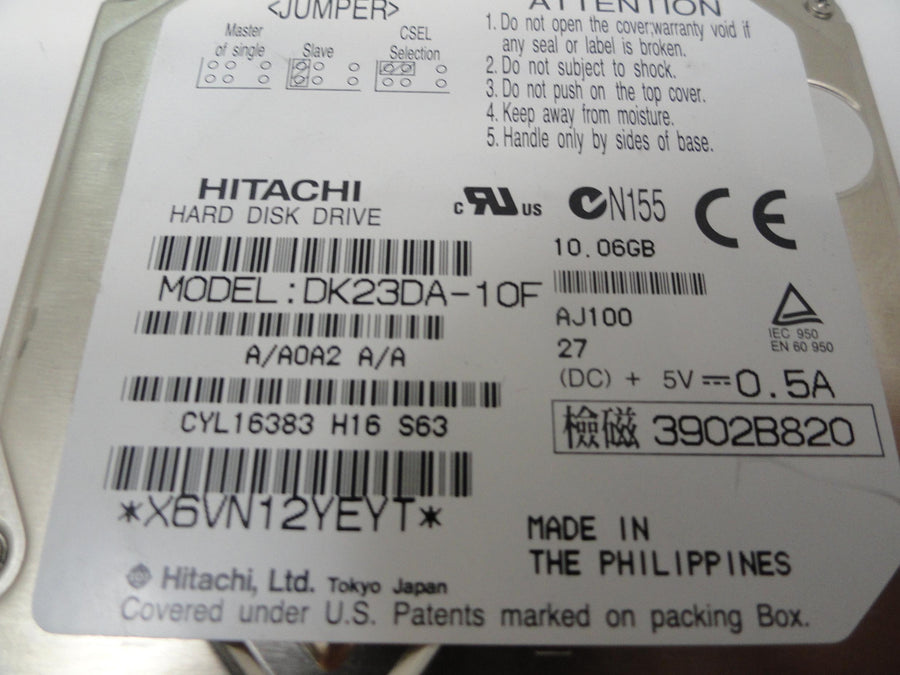 <JUMPER>
Master
of single
Slave
CSEL
Selection
ATTENTION
1. Do not open the cover;warranty void if
any seal or label is broken.
2. Do not subject to shock.
3. Do not push on the top cover.
4. Keep away from moisture.
5. Handle only by sides of base.
HITACHI
HARD DISK DRIVE
c RU US
N155
CE
10.06GB
MODEL:DK23DA-10F
AJ100
A/A0A2 A/A
27
IEC 950
EN 60 950
(DC) + 5V 0.5A
CYL16383 H16 S63
檢磁 3902B820
*X6VN12YEYT*
MADE IN
THE PHILIPPINES
Hitachi, Ltd. Tokyo Japan
Covered under U.S. Patents marked on packing Box.